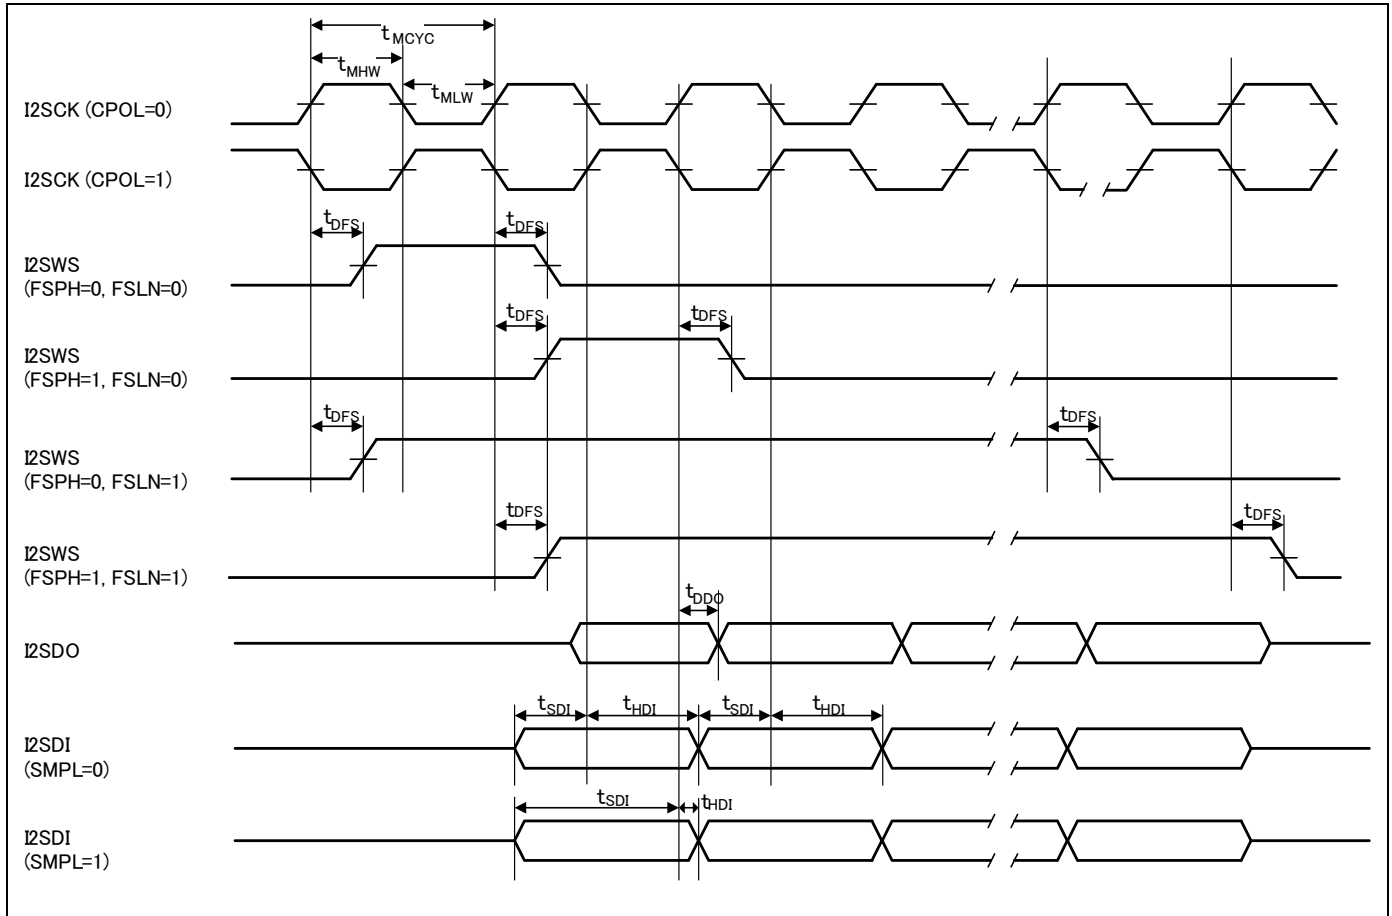 tMCYC
tMHW
tMLW
I2SCK (CPOL=0)
I2SCK (CPOL=1)
tDFS tDFS
I2SWS
(FSPH=0, FSLN=0)
tDFS tDFS
I2SWS
(FSPH=1, FSLN=0)
tDFS tDFS
I2SWS
(FSPH=0, FSLN=1)
tDFS tDFS
I2SWS
(FSPH=1, FSLN=1)
tDDO
I2SDO
tSDI tHDI tSDI tHDI
I2SDI
(SMPL=0)
tSDI tHDI
I2SDI
(SMPL=1)